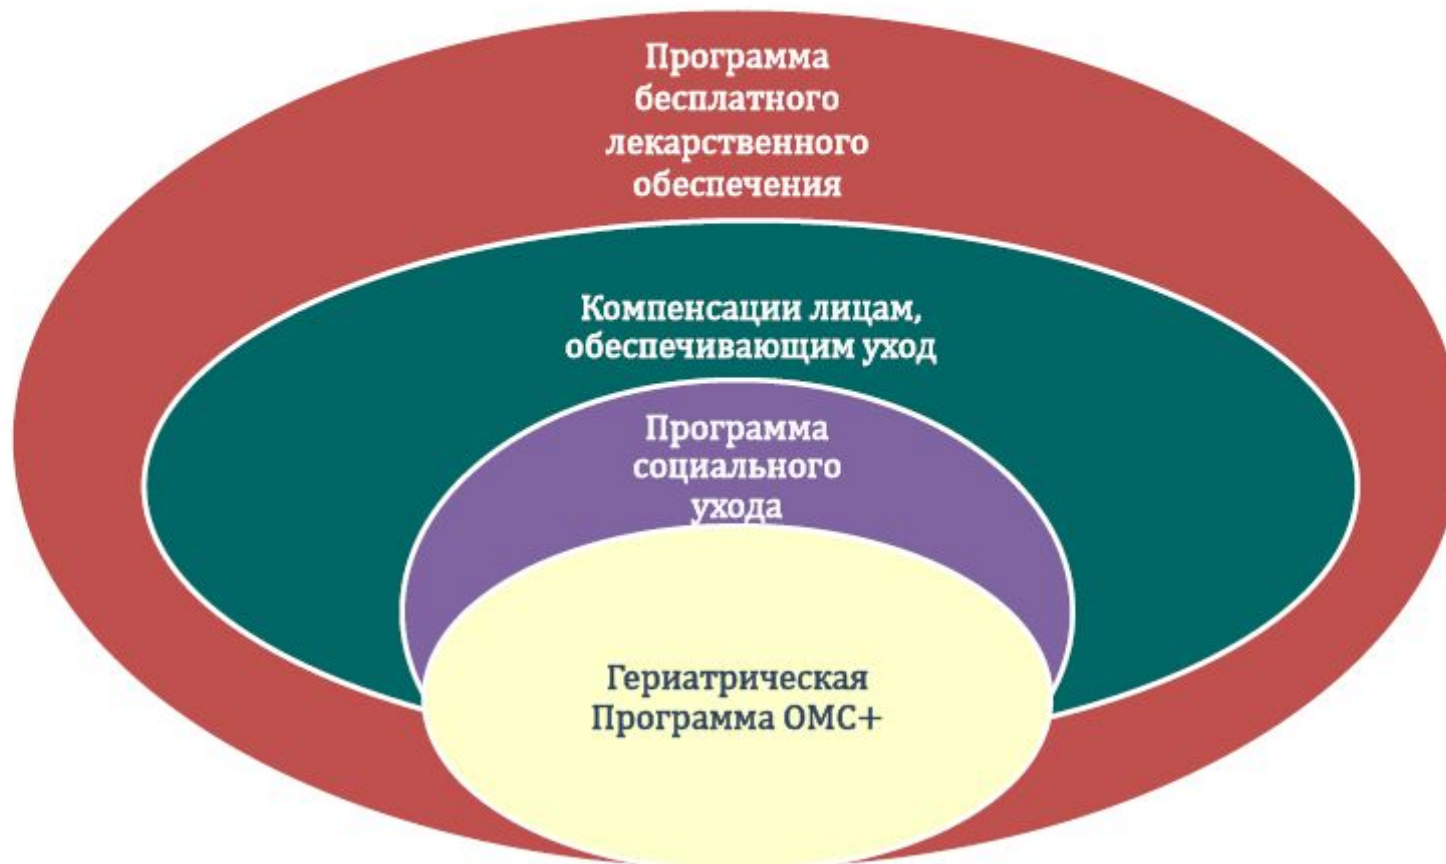 Программа
бесплатного
лекарственного
обеспечения
Компенсации лицам,
обеспечивающим уход
Программа
социального
ухода
Гериатрическая
Программа ОМС+